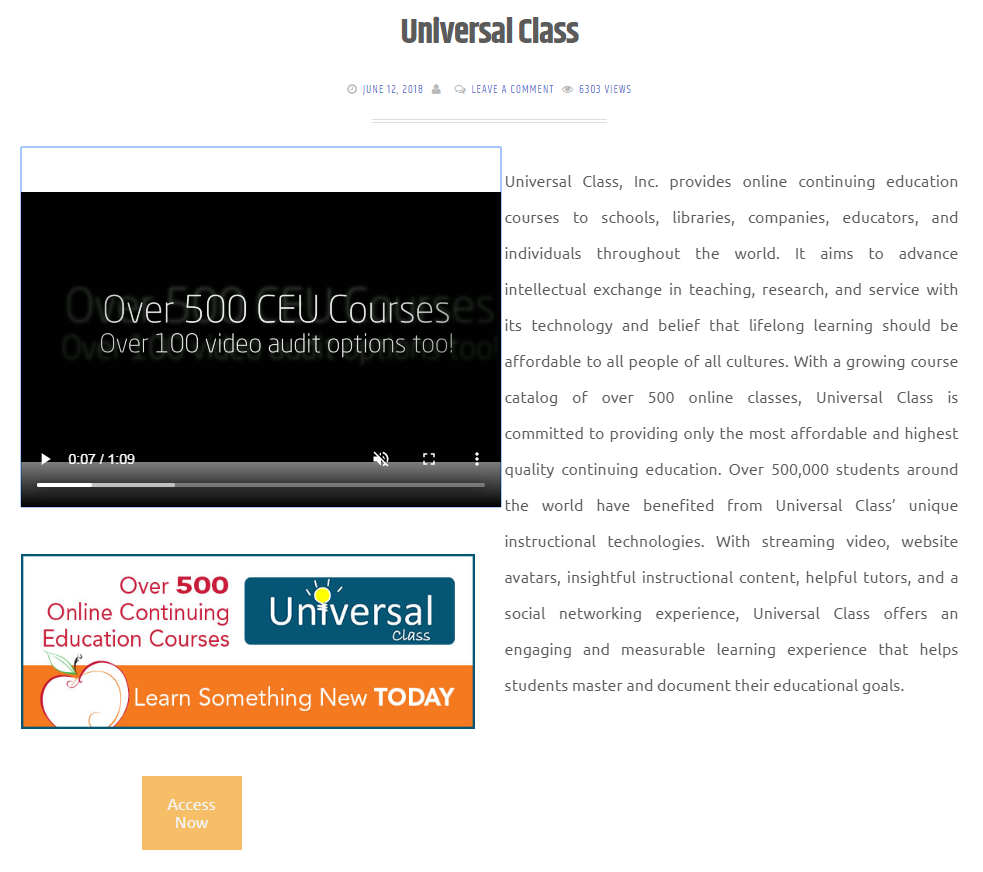 Universal Class
JUNE 12, 2018 LEAVE A COMMENT 6303 VIEWS
Over 500 CEU Courses
Over 100 video audit options too!
0:07 / 1:09
Universal Class, Inc. provides online continuing education
courses to schools, libraries, companies, educators, and
individuals throughout the world. It aims to advance
intellectual exchange in teaching, research, and service with
its technology and belief that lifelong learning should be
affordable to all people of all cultures. With a growing course
catalog of over 500 online classes, Universal Class is
committed to providing only the most affordable and highest
quality continuing education. Over 500,000 students around
the world have benefited from Universal Class’ unique
instructional technologies. With streaming video, website
avatars, insightful instructional content, helpful tutors, and a
social networking experience, Universal Class offers an
engaging and measurable learning experience that helps
students master and document their educational goals.
Over 500
Online Continuing
Education Courses
Universal
Class
Learn Something New TODAY
Access
Now